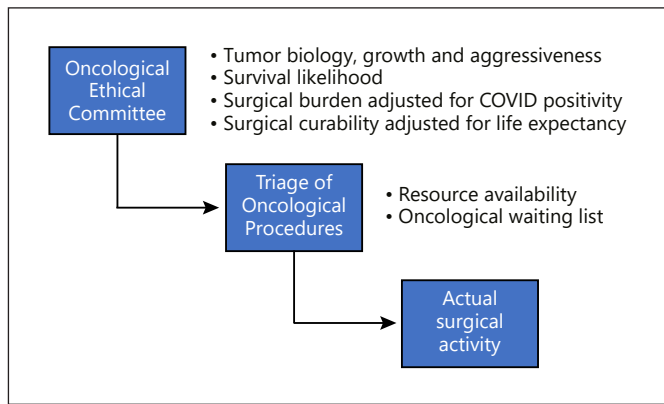 Oncological
Ethical
Committee
• Tumor biology, growth and aggressiveness
• Survival likelihood
• Surgical burden adjusted for COVID positivity
• Surgical curability adjusted for life expectancy
Triage of
Oncological
Procedures
• Resource availability
• Oncological waiting list
Actual
surgical
activity